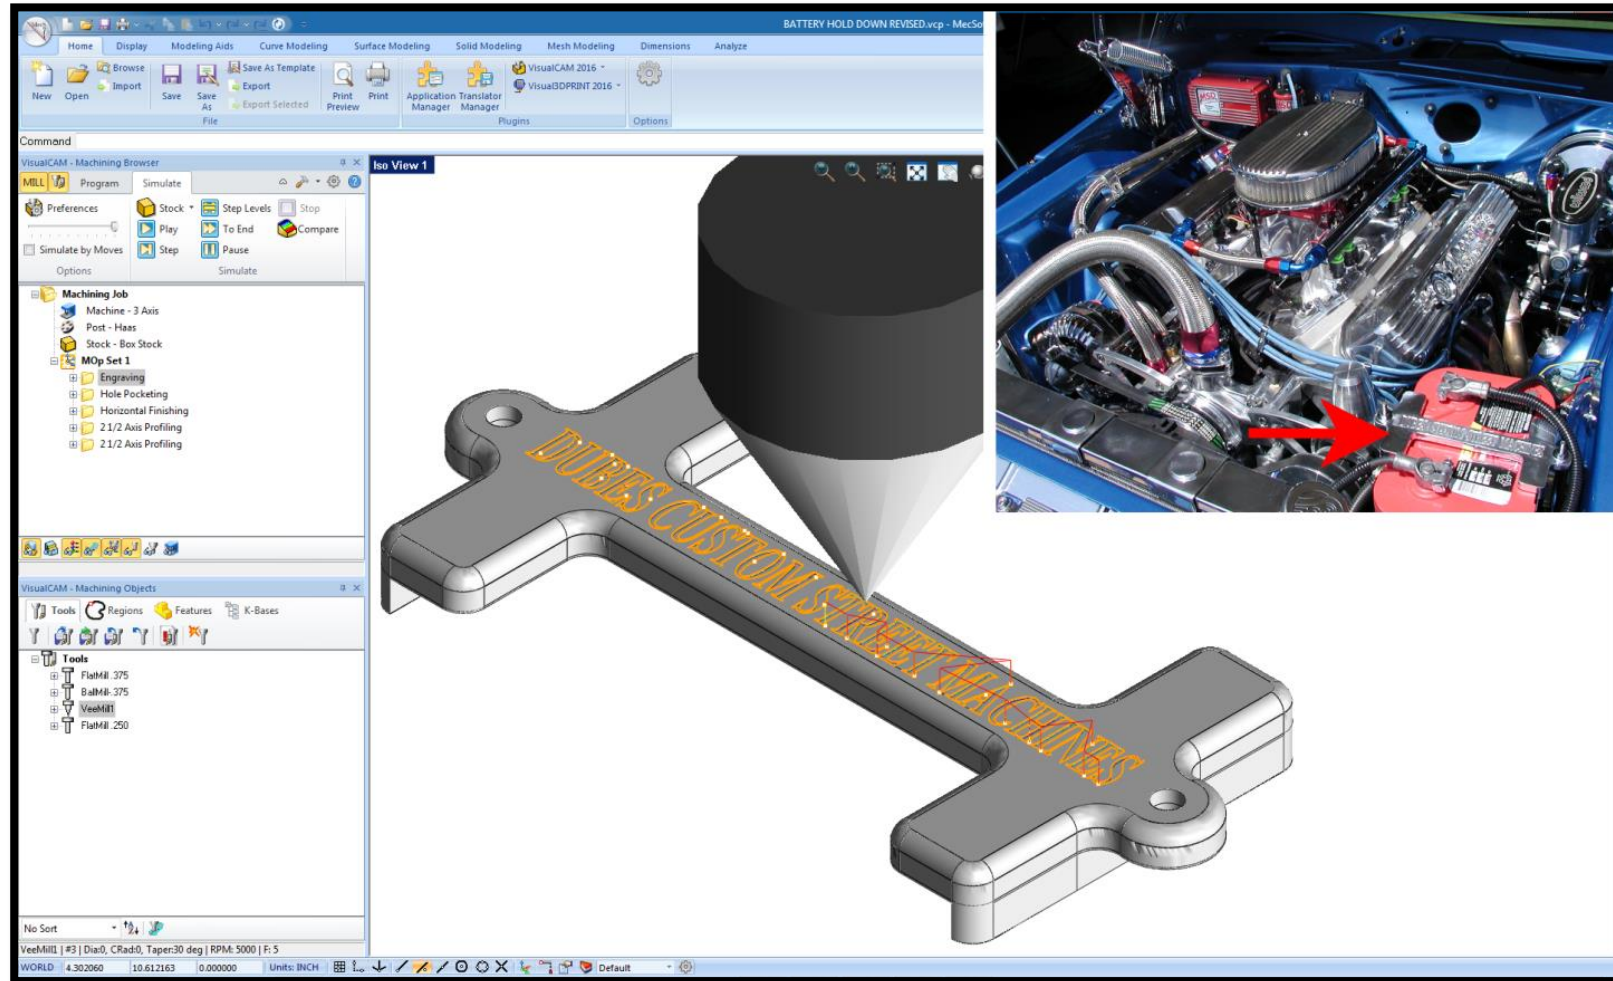 BATTERY HOLD DOWN REVISED.vcp - MecSo
Home Display Modeling Aids Curve Modeling Surface Modeling Solid Modeling Mesh Modeling Dimensions Analyze
New Open Browse Import Save Save As Save As Template Export Export Selected Print Preview Print Application Manager Translator Manager VisualCAM 2016 Visual3DPRINT 2016
File Plugins Options
Command
VisualCAM - Machining Browser
MILL Program Simulate
Preferences Stock Step Levels Stop
Play To End Compare
Simulate by Moves Step Pause
Options Simulate
Machining Job
Machine - 3 Axis
Post - Haas
Stock - Box Stock
MOp Set 1
Engraving
Hole Pocketing
Horizontal Finishing
2 1/2 Axis Profiling
2 1/2 Axis Profiling
VisualCAM - Machining Objects
Tools Regions Features K-Bases
Tools
FlatMill .375
BallMill-.375
VeeMill1
FlatMill .250
No Sort
VeeMill1 | #3 | Dia:0, CRad:0, Taper:30 deg | RPM: 5000 | F: 5
WORLD 4.302060 10.612163 0.000000 Units: INCH Default
Iso View 1
DUBES CUSTOM STREET MACHINES
MSD